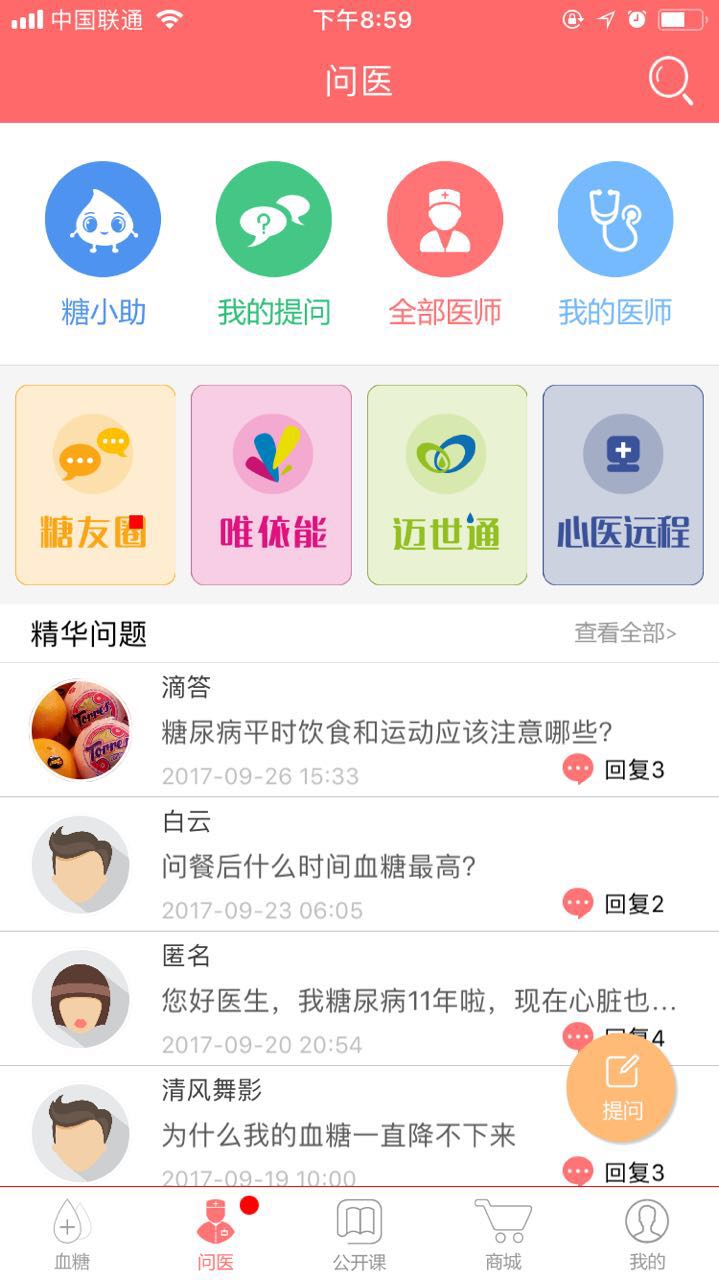 中国联通 下午8:59
问医
糖小助 我的提问 全部医师 我的医师
糖友圈 唯依能 迈世通 心医远程
精华问题 查看全部>
滴答
糖尿病平时饮食和运动应该注意哪些?
2017-09-26 15:33 回复3
Torres
Torres
白云
问餐后什么时间血糖最高?
2017-09-23 06:05 回复2
匿名
您好医生，我糖尿病11年啦，现在心脏也...
2017-09-20 20:54 回复4
清风舞影
提问
为什么我的血糖一直降不下来
2017-09-19 10:00 回复3
血糖 问医 公开课 商城 我的